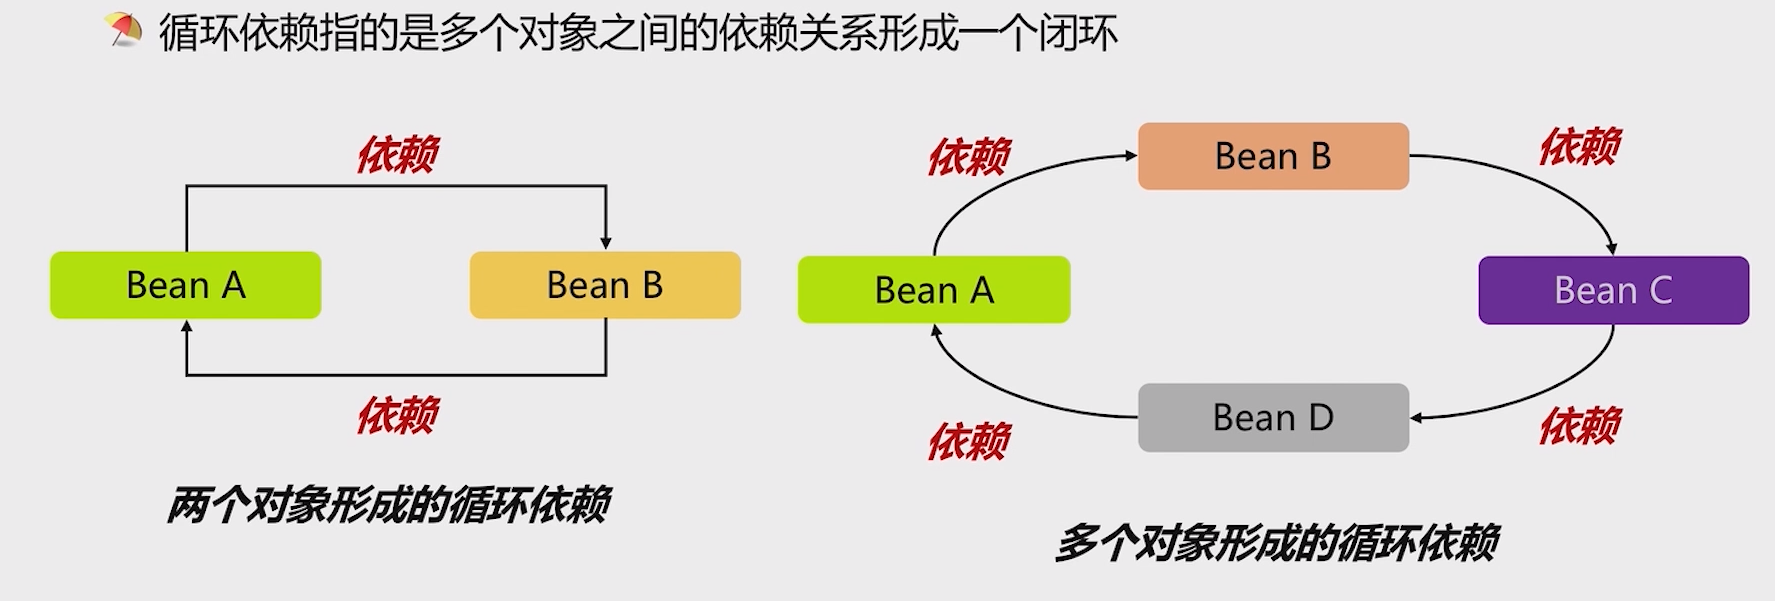 循环依赖指的是多个对象之间的依赖关系形成一个闭环
依赖
Bean A
Bean B
依赖
两个对象形成的循环依赖
依赖
Bean B
依赖
Bean A
Bean C
依赖
Bean D
依赖
多个对象形成的循环依赖